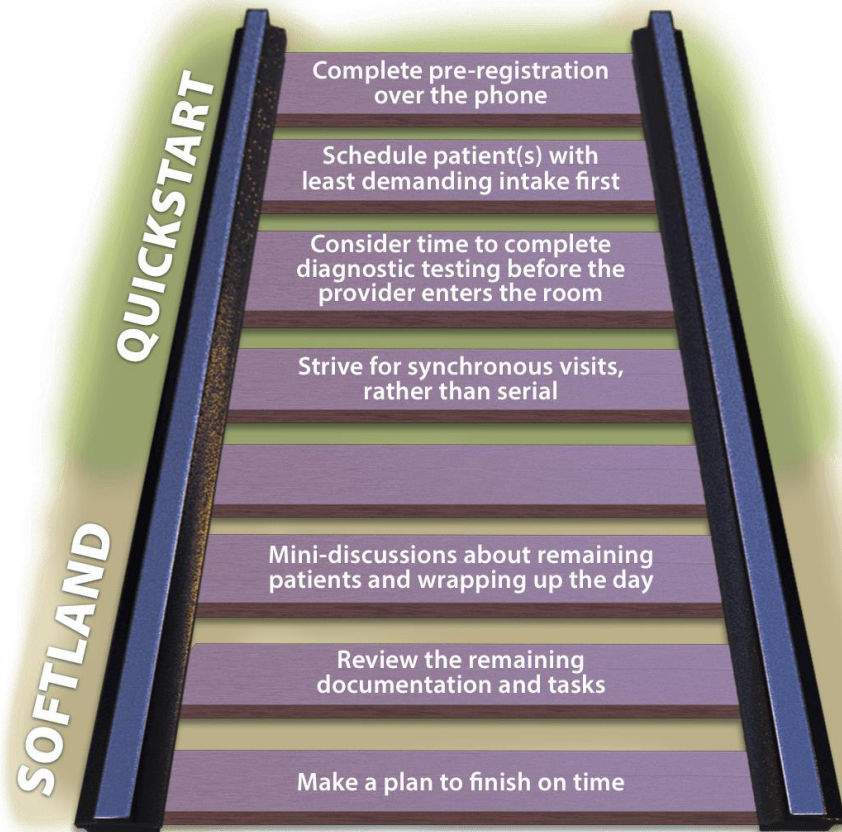 QUICKSTART
Complete pre-registration
over the phone
Schedule patient(s) with
least demanding intake first
Consider time to complete
diagnostic testing before the
provider enters the room
Strive for synchronous visits,
rather than serial
SOFTLAND
Mini-discussions about remaining
patients and wrapping up the day
Review the remaining
documentation and tasks
Make a plan to finish on time